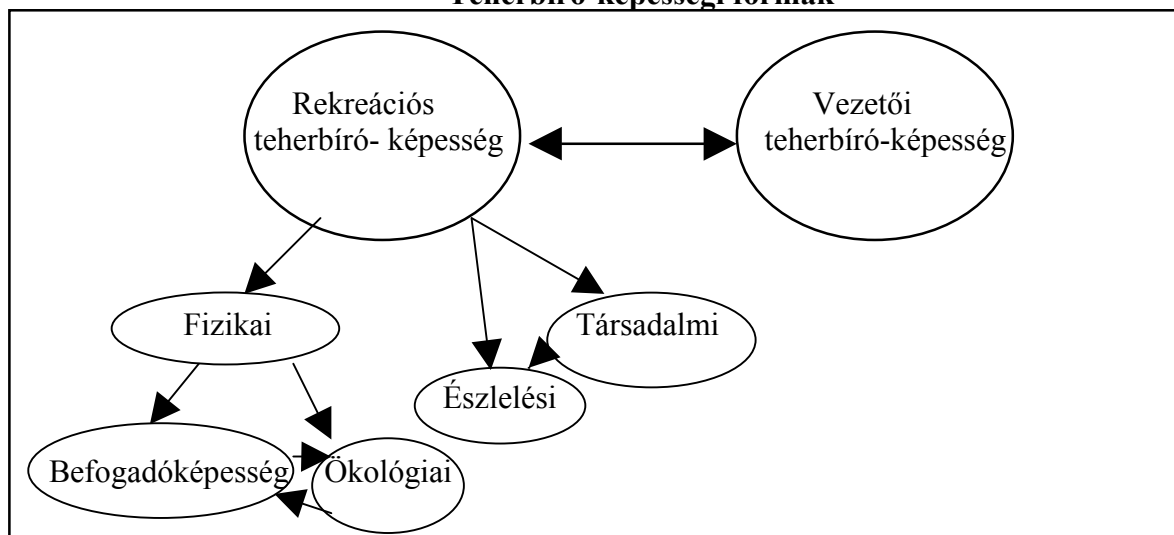 Teherbíró-képességi formák
Rekreációs
teherbíró- képesség
Vezetői
teherbíró-képesség
Fizikai
Társadalmi
Észlelési
Befogadóképesség
Ökológiai